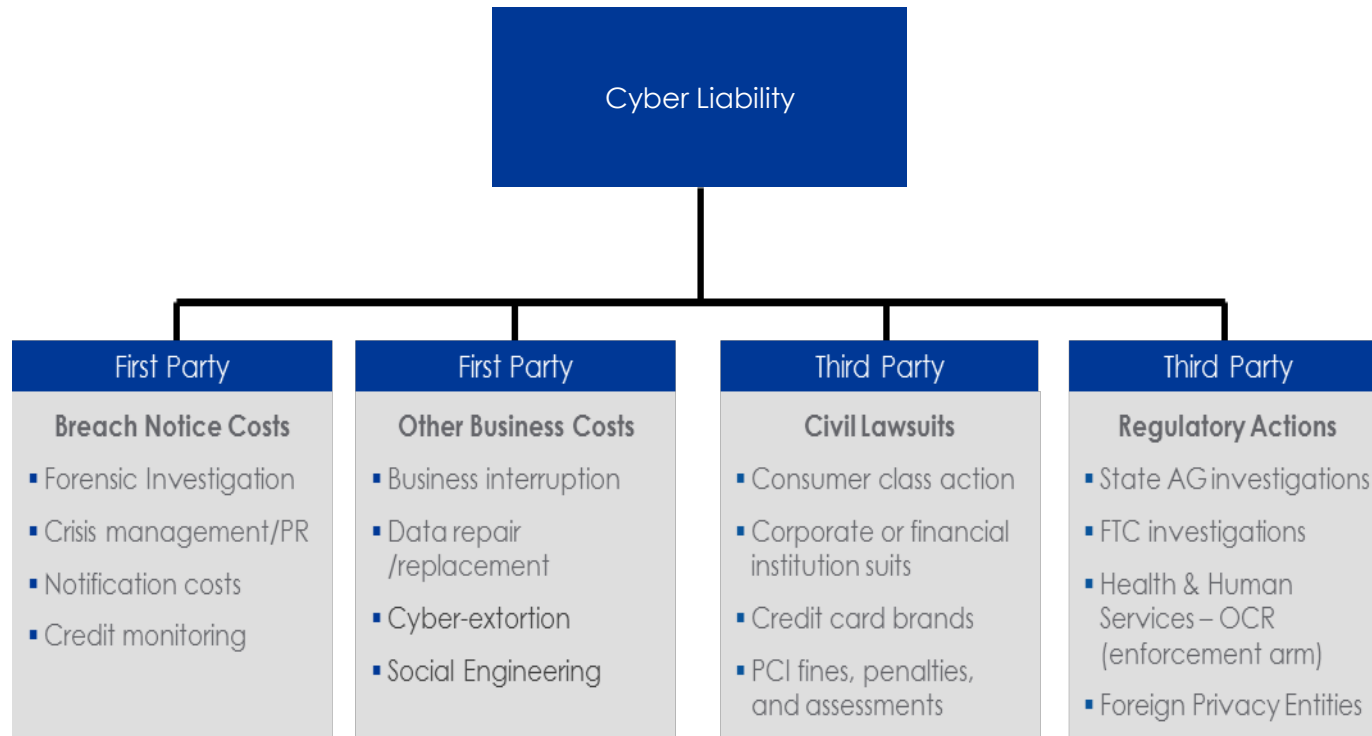 Cyber Liability
First Party
Breach Notice Costs
▪ Forensic Investigation
▪ Crisis management/PR
▪ Notification costs
▪ Credit monitoring
First Party
Other Business Costs
▪ Business interruption
▪ Data repair
/replacement
▪ Cyber-extortion
▪ Social Engineering
Third Party
Civil Lawsuits
▪ Consumer class action
▪ Corporate or financial
institution suits
▪ Credit card brands
▪ PCI fines, penalties,
and assessments
Third Party
Regulatory Actions
▪ State AG investigations
▪ FTC investigations
▪ Health & Human
Services – OCR
(enforcement arm)
▪ Foreign Privacy Entities